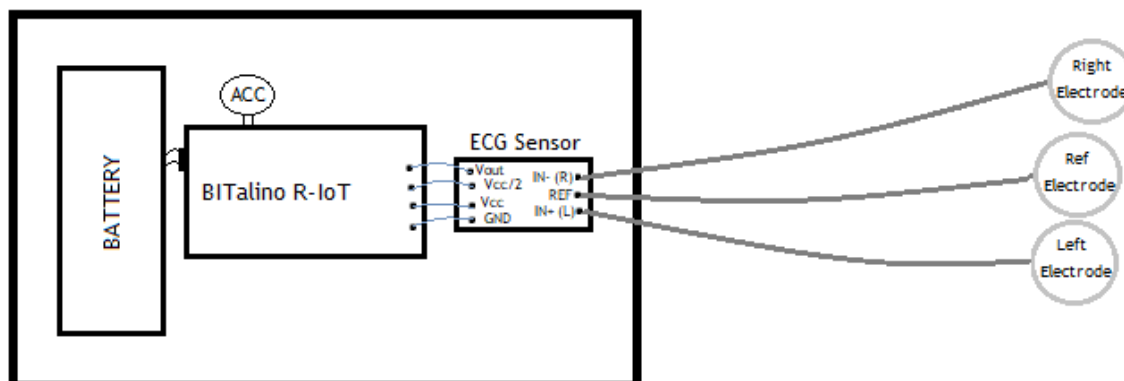 BATTERY
ACC
BITalino R-IoT
ECG Sensor
Vout
Vcc/2
Vcc
GND
IN- (R)
REF
IN+ (L)
Right
Electrode
Ref
Electrode
Left
Electrode